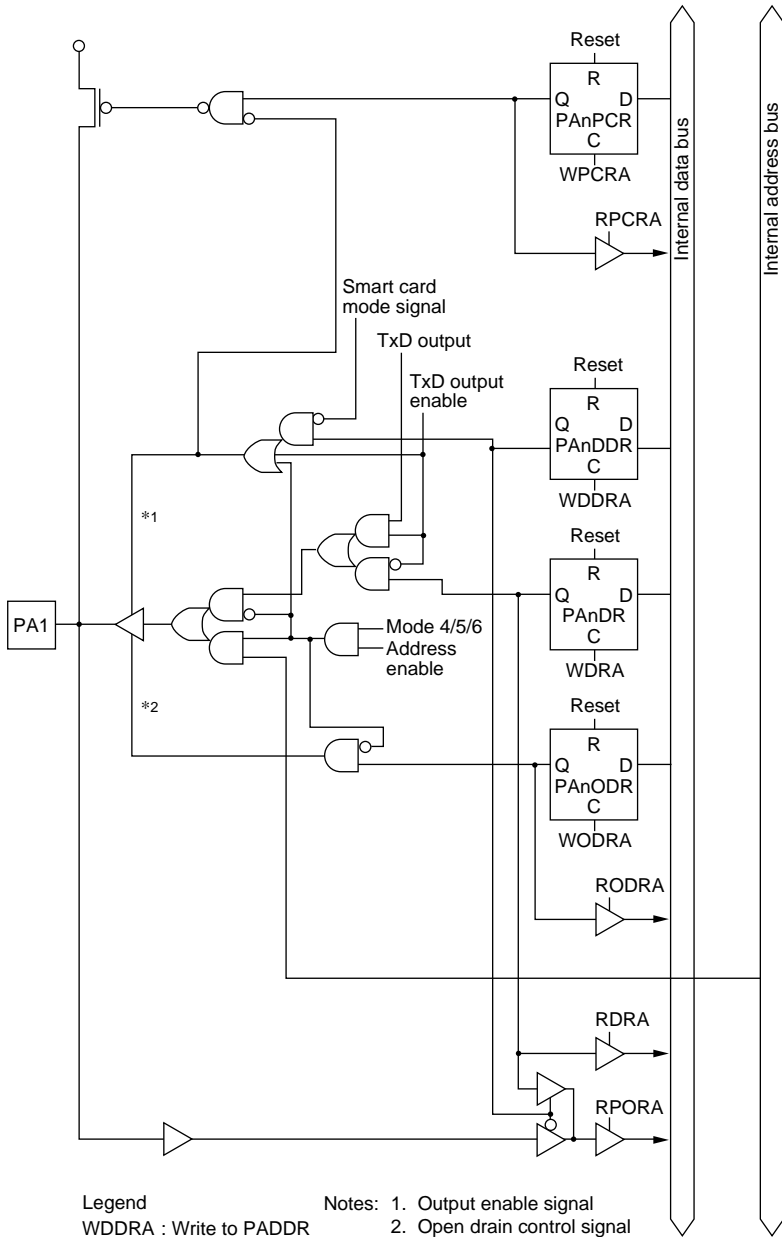 Reset
R
Q D
PAnPCR
C
WPCRA
RPCRA
Internal data bus
Internal address bus
Smart card
mode signal
TxD output
TxD output
enable
Reset
R
Q D
PAnDDR
C
WDDRA
*1
Reset
R
Q D
PAnDR
C
WDRA
PA1
Mode 4/5/6
Address
enable
*2
Reset
R
Q D
PAnODR
C
WODRA
RODRA
RDRA
RPORA
Legend
WDDRA : Write to PADDR
Notes: 1. Output enable signal
2. Open drain control signal